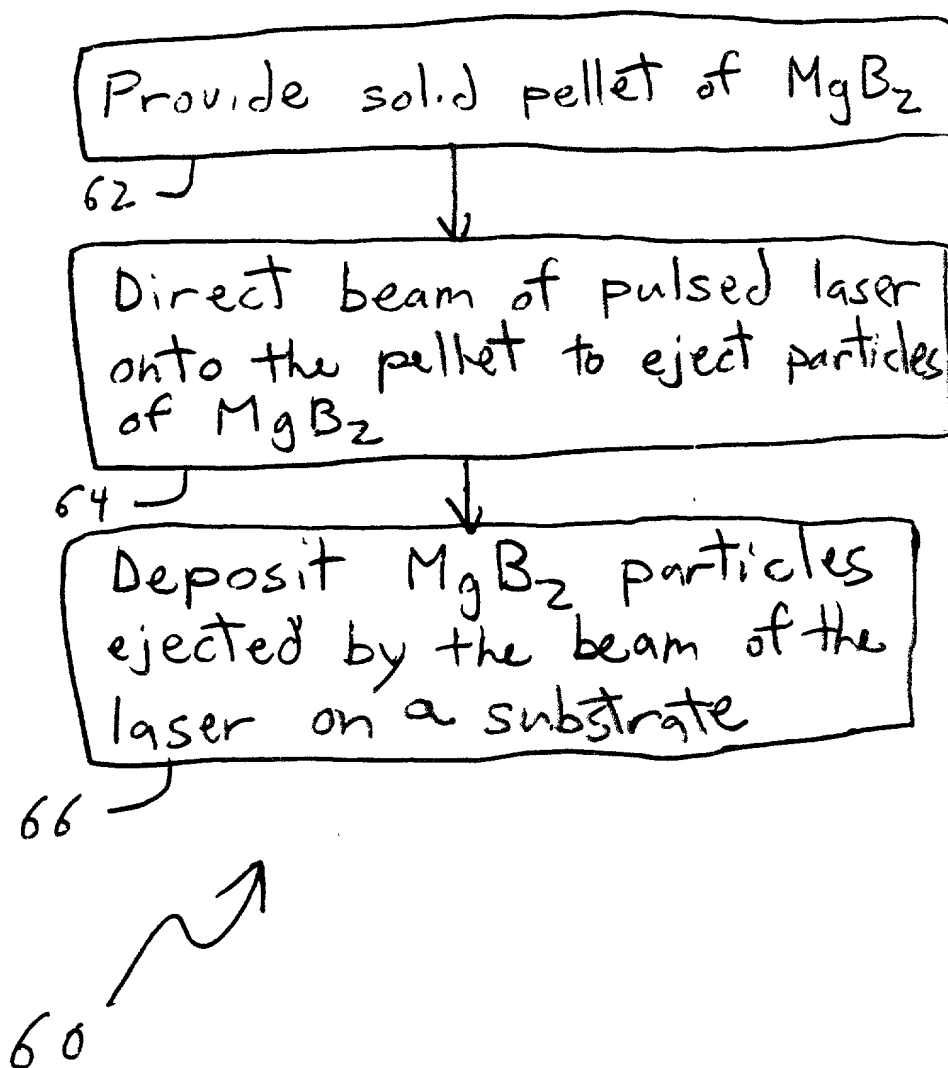 Provide solid pellet of MgB2
62
Direct beam of pulsed laser
onto the pellet to eject particles
of MgB2
64
Deposit MgB2 particles
ejected by the beam of the
laser on a substrate
66
60